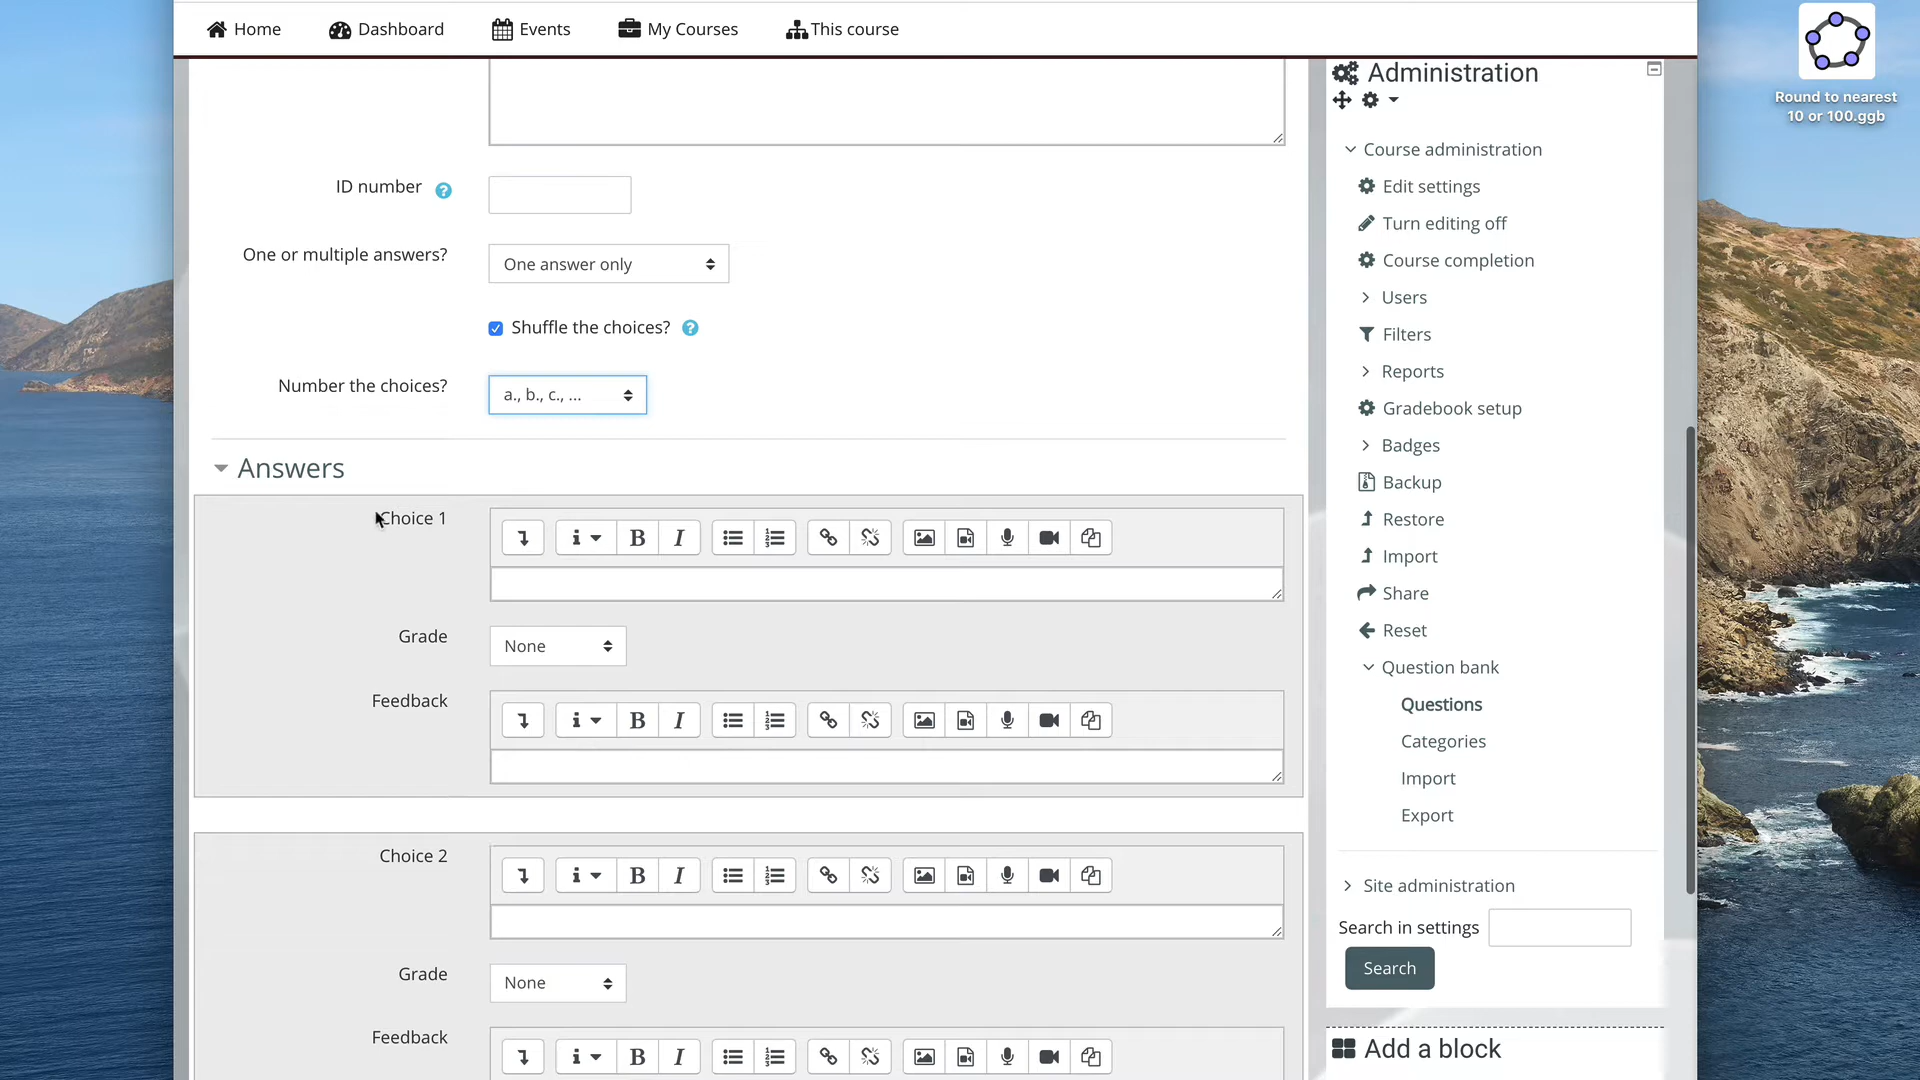 Home
Dashboard
Events
My Courses
This course
Round to nearest
10 or 100.ggb
ID number
One or multiple answers?
One answer only
Shuffle the choices?
Number the choices?
a., b., c., ...
Answers
Choice 1
B I
Grade
None
Feedback
B I
Choice 2
B I
Grade
None
Feedback
B I
Administration
Course administration
Edit settings
Turn editing off
Course completion
Users
Filters
Reports
Gradebook setup
Badges
Backup
Restore
Import
Share
Reset
Question bank
Questions
Categories
Import
Export
Site administration
Search in settings
Search
Add a block